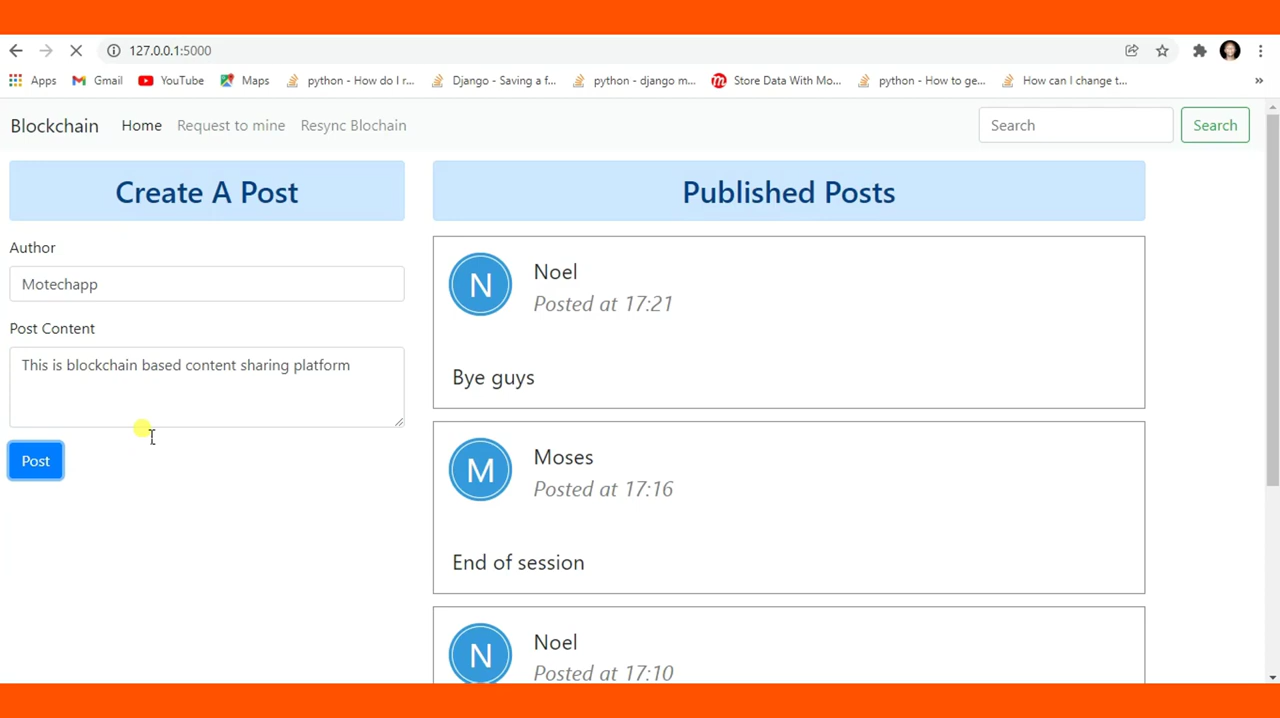 127.0.0.1:5000
Apps Gmail YouTube Maps python - How do I r... Django - Saving a f... python - django m... Store Data With Mo... python - How to ge... How can I change t... »
Blockchain Home Request to mine Resync Blochain Search Search
Create A Post
Author
Motechapp
Post Content
This is blockchain based content sharing platform
Post
Published Posts
N
Noel
Posted at 17:21
Bye guys
M
Moses
Posted at 17:16
End of session
N
Noel
Posted at 17:10